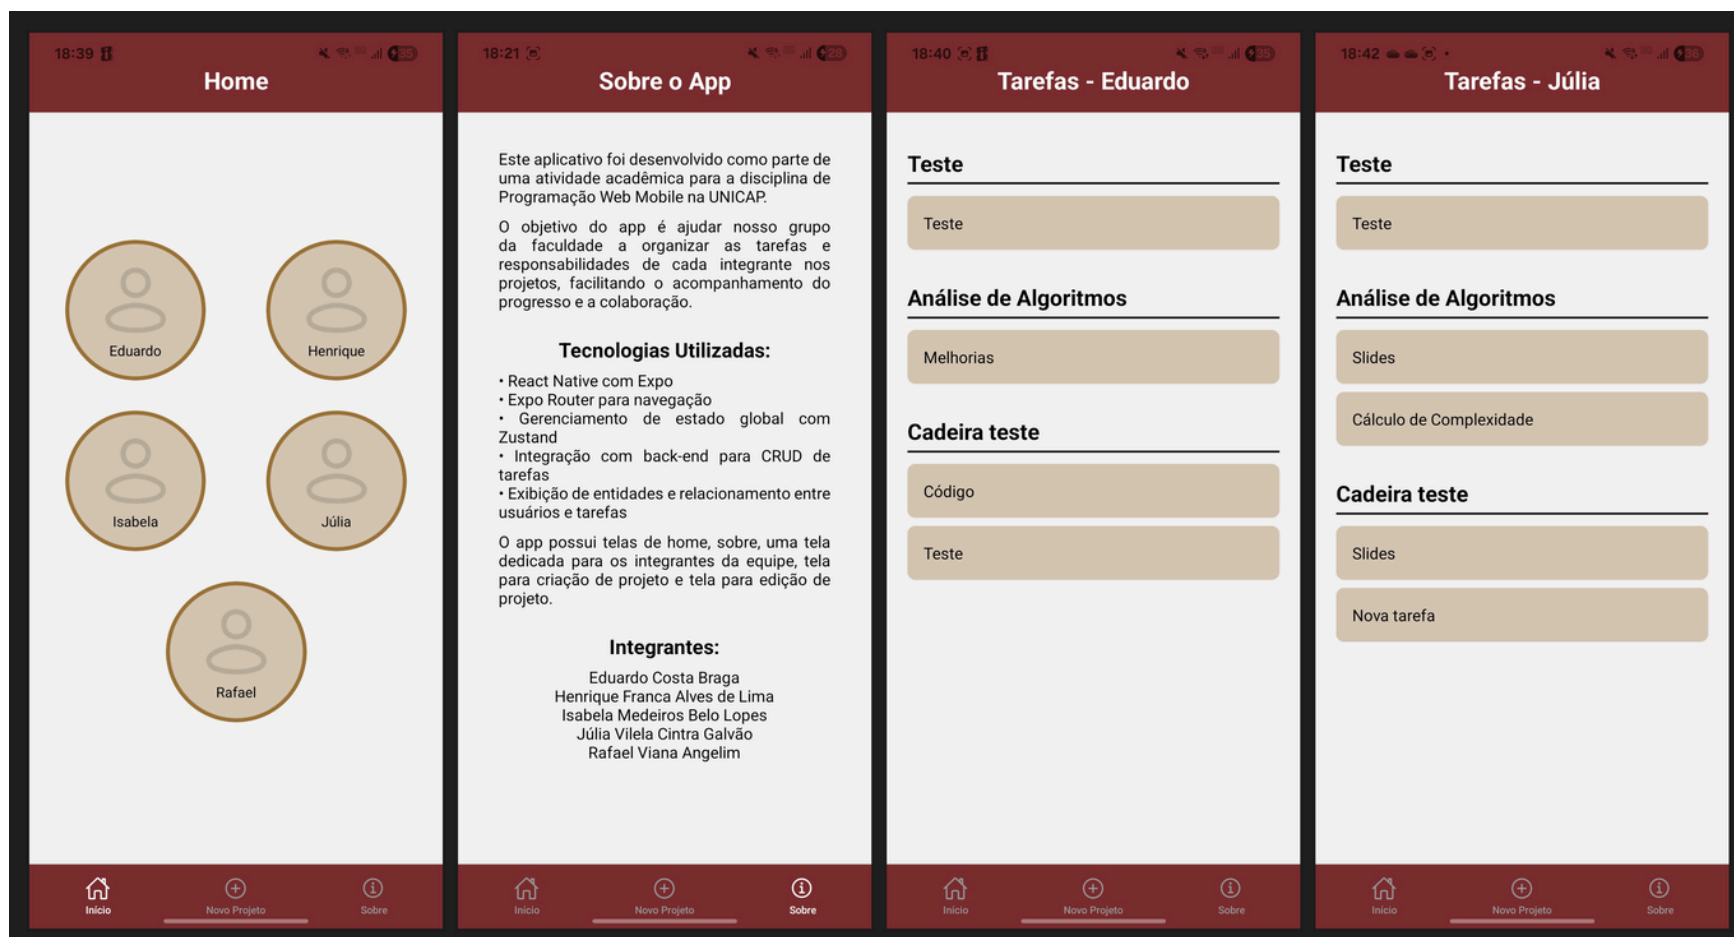 18:39
35
Home
Eduardo
Henrique
Isabela
Júlia
Rafael
Início
Novo Projeto
Sobre
18:21
28
Sobre o App
Este aplicativo foi desenvolvido como parte de
uma atividade acadêmica para a disciplina de
Programação Web Mobile na UNICAP.
O objetivo do app é ajudar nosso grupo
da faculdade a organizar as tarefas e
responsabilidades de cada integrante nos
projetos, facilitando o acompanhamento do
progresso e a colaboração.
Tecnologias Utilizadas:
• React Native com Expo
• Expo Router para navegação
• Gerenciamento de estado global com
Zustand
• Integração com back-end para CRUD de
tarefas
• Exibição de entidades e relacionamento entre
usuários e tarefas
O app possui telas de home, sobre, uma tela
dedicada para os integrantes da equipe, tela
para criação de projeto e tela para edição de
projeto.
Integrantes:
Eduardo Costa Braga
Henrique Franca Alves de Lima
Isabela Medeiros Belo Lopes
Júlia Vilela Cintra Galvão
Rafael Viana Angelim
Início
Novo Projeto
Sobre
18:40
35
Tarefas - Eduardo
Teste
Teste
Análise de Algoritmos
Melhorias
Cadeira teste
Código
Teste
Início
Novo Projeto
Sobre
18:42
36
Tarefas - Júlia
Teste
Teste
Análise de Algoritmos
Slides
Cálculo de Complexidade
Cadeira teste
Slides
Nova tarefa
Início
Novo Projeto
Sobre